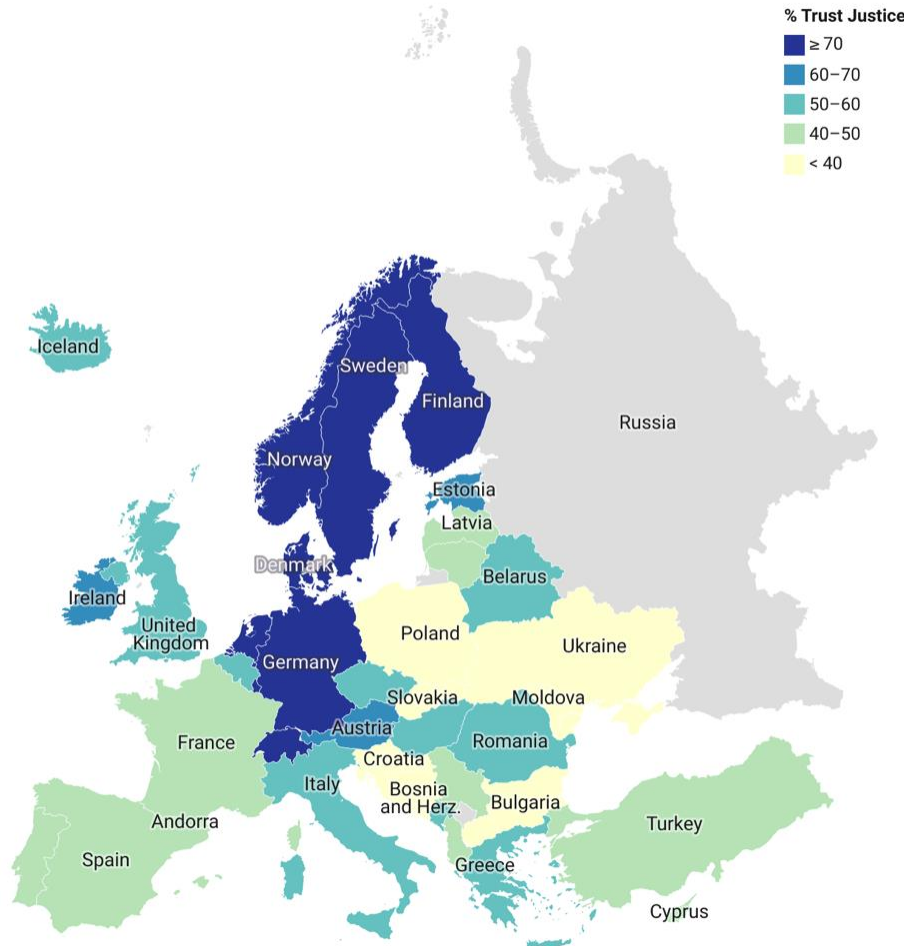 % Trust Justice
≥ 70
60–70
50–60
40–50
< 40
Iceland
Sweden
Finland
Russia
Norway
Estonia
Latvia
Denmark
Belarus
Ireland
United
Kingdom
Poland
Ukraine
Germany
Slovakia
Moldova
Austria
France
Romania
Croatia
Italy
Bosnia
and Herz.
Bulgaria
Andorra
Turkey
Spain
Greece
Cyprus